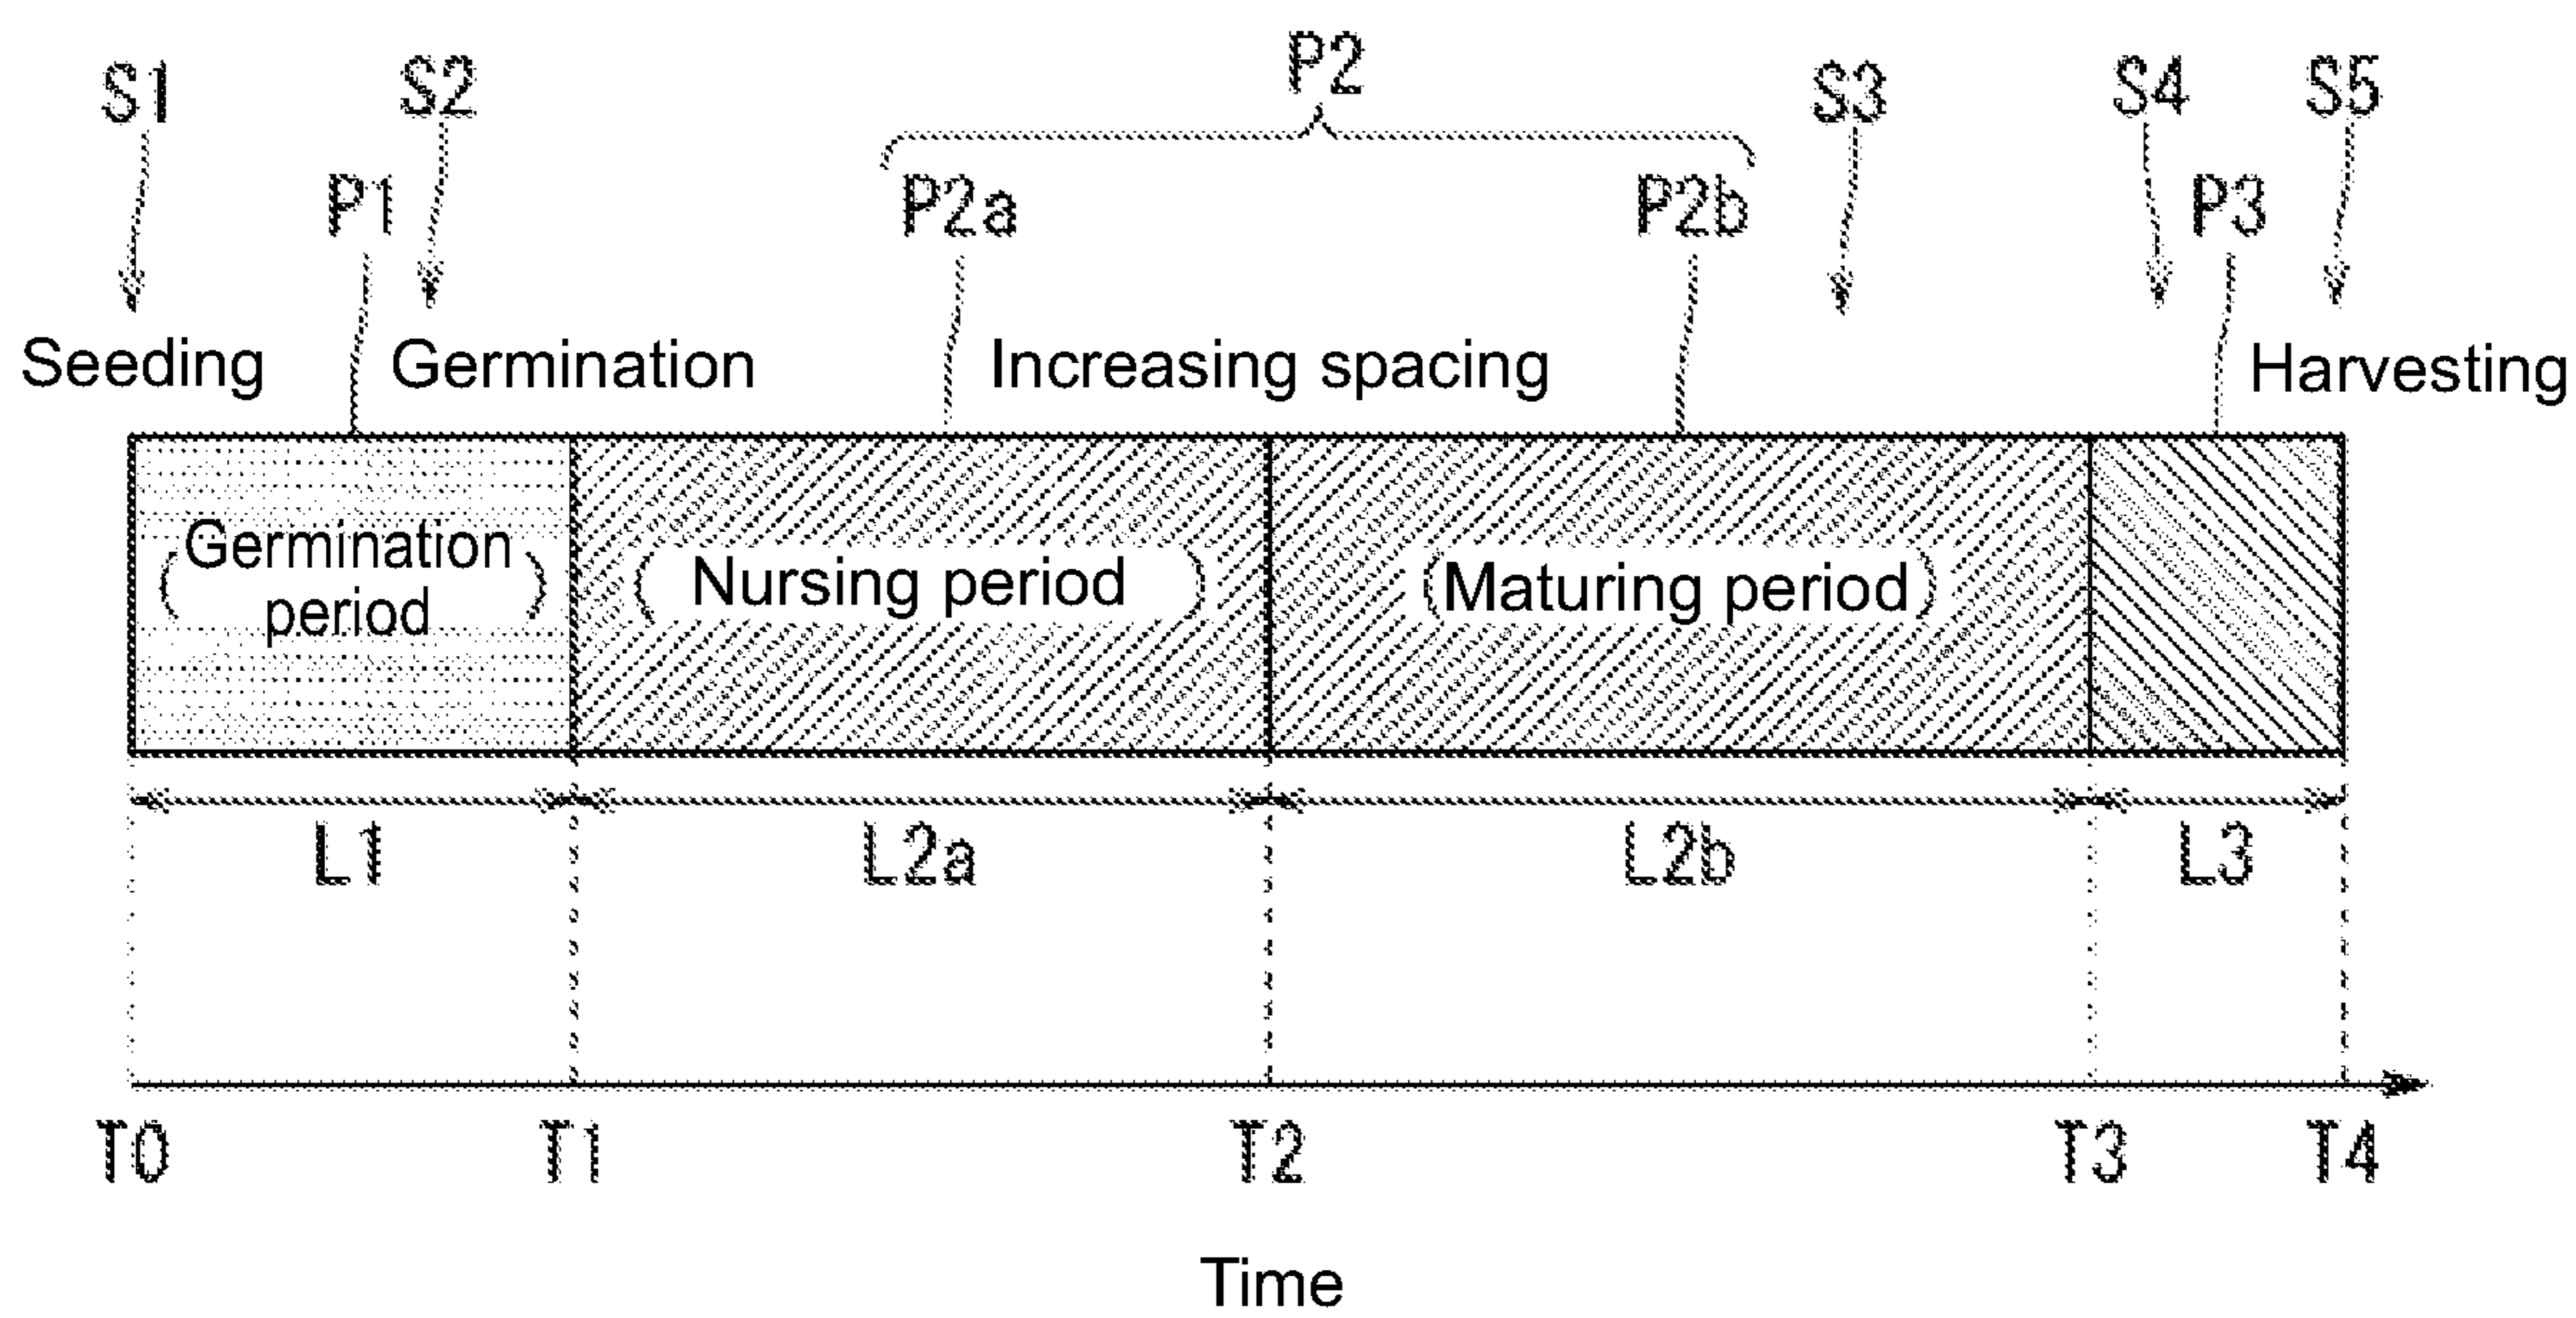 P2
S1 S2 S3 S4 S5
P1 P2a P2b P3
Seeding Germination Increasing spacing Harvesting
(Germination
period)
(Nursing period)
(Maturing period)
L1 L2a L2b L3
T0 T1 T2 T3 T4
Time